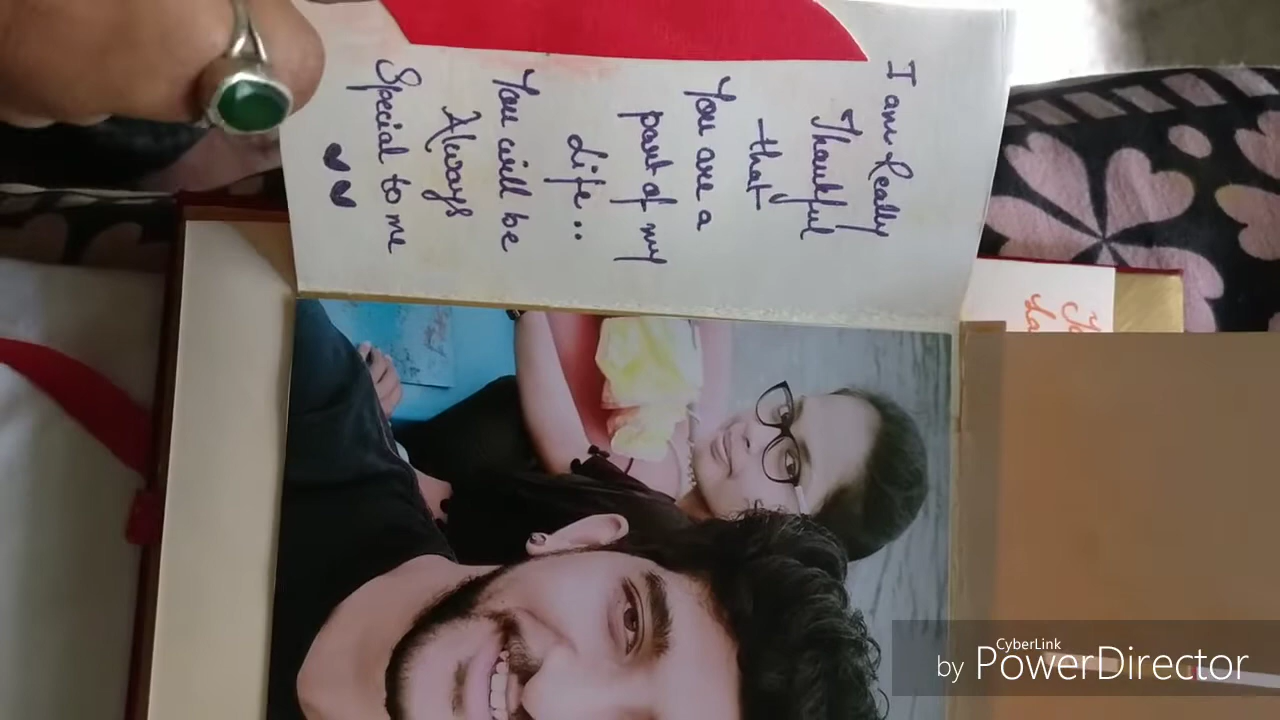 I am Really
Thankful
that
You are a
part of my
Life..
You will be
Always
Special to me
CyberLink
by PowerDirector